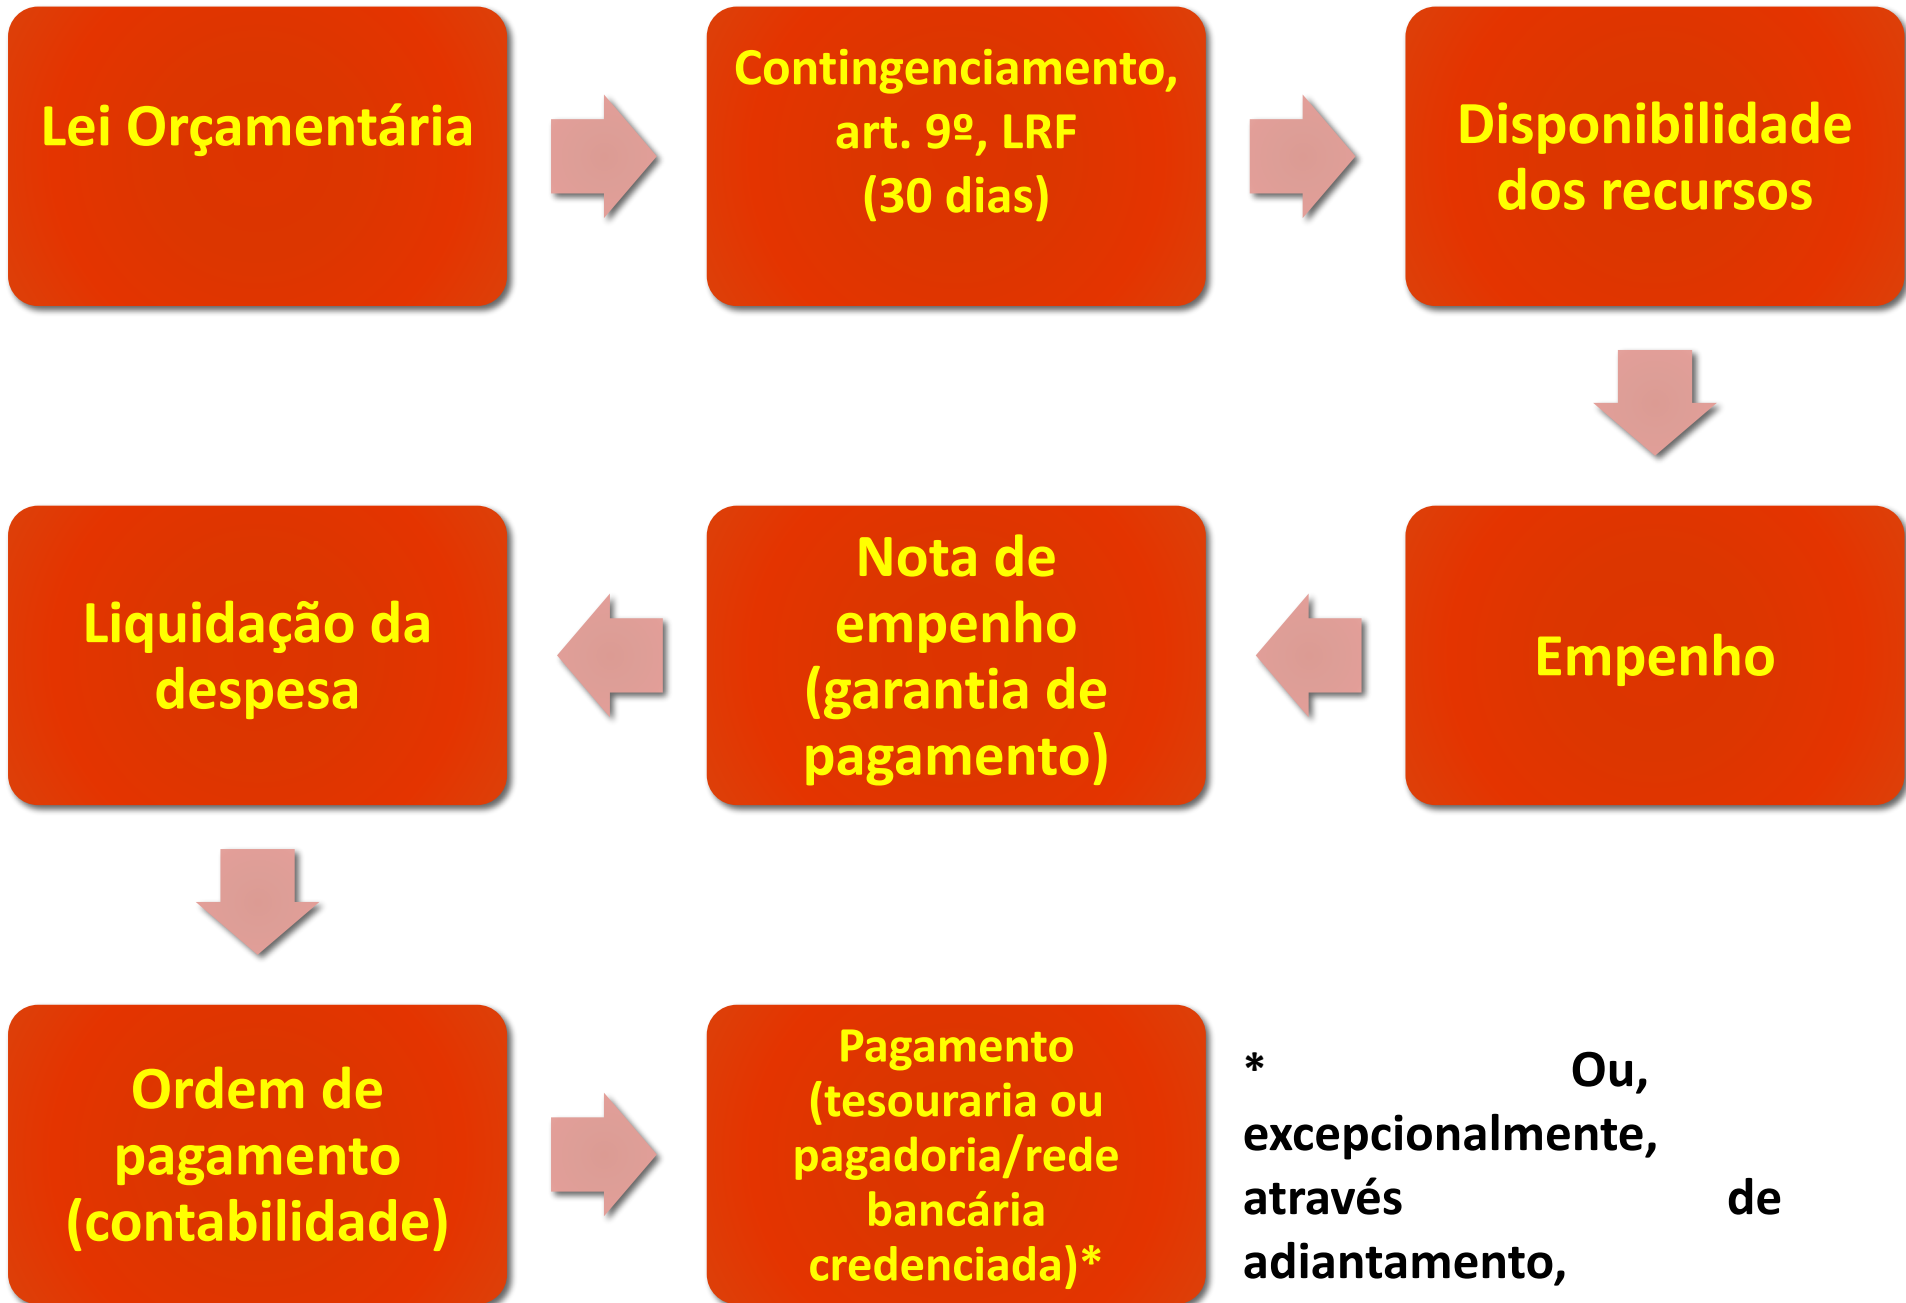 Lei Orçamentária
Contingenciamento,
art. 9º, LRF
(30 dias)
Disponibilidade
dos recursos
Empenho
Nota de
empenho
(garantia de
pagamento)
Liquidação da
despesa
Ordem de
pagamento
(contabilidade)
Pagamento
(tesouraria ou
pagadoria/rede
bancária
credenciada)*
* Ou,
excepcionalmente,
através de
adiantamento,